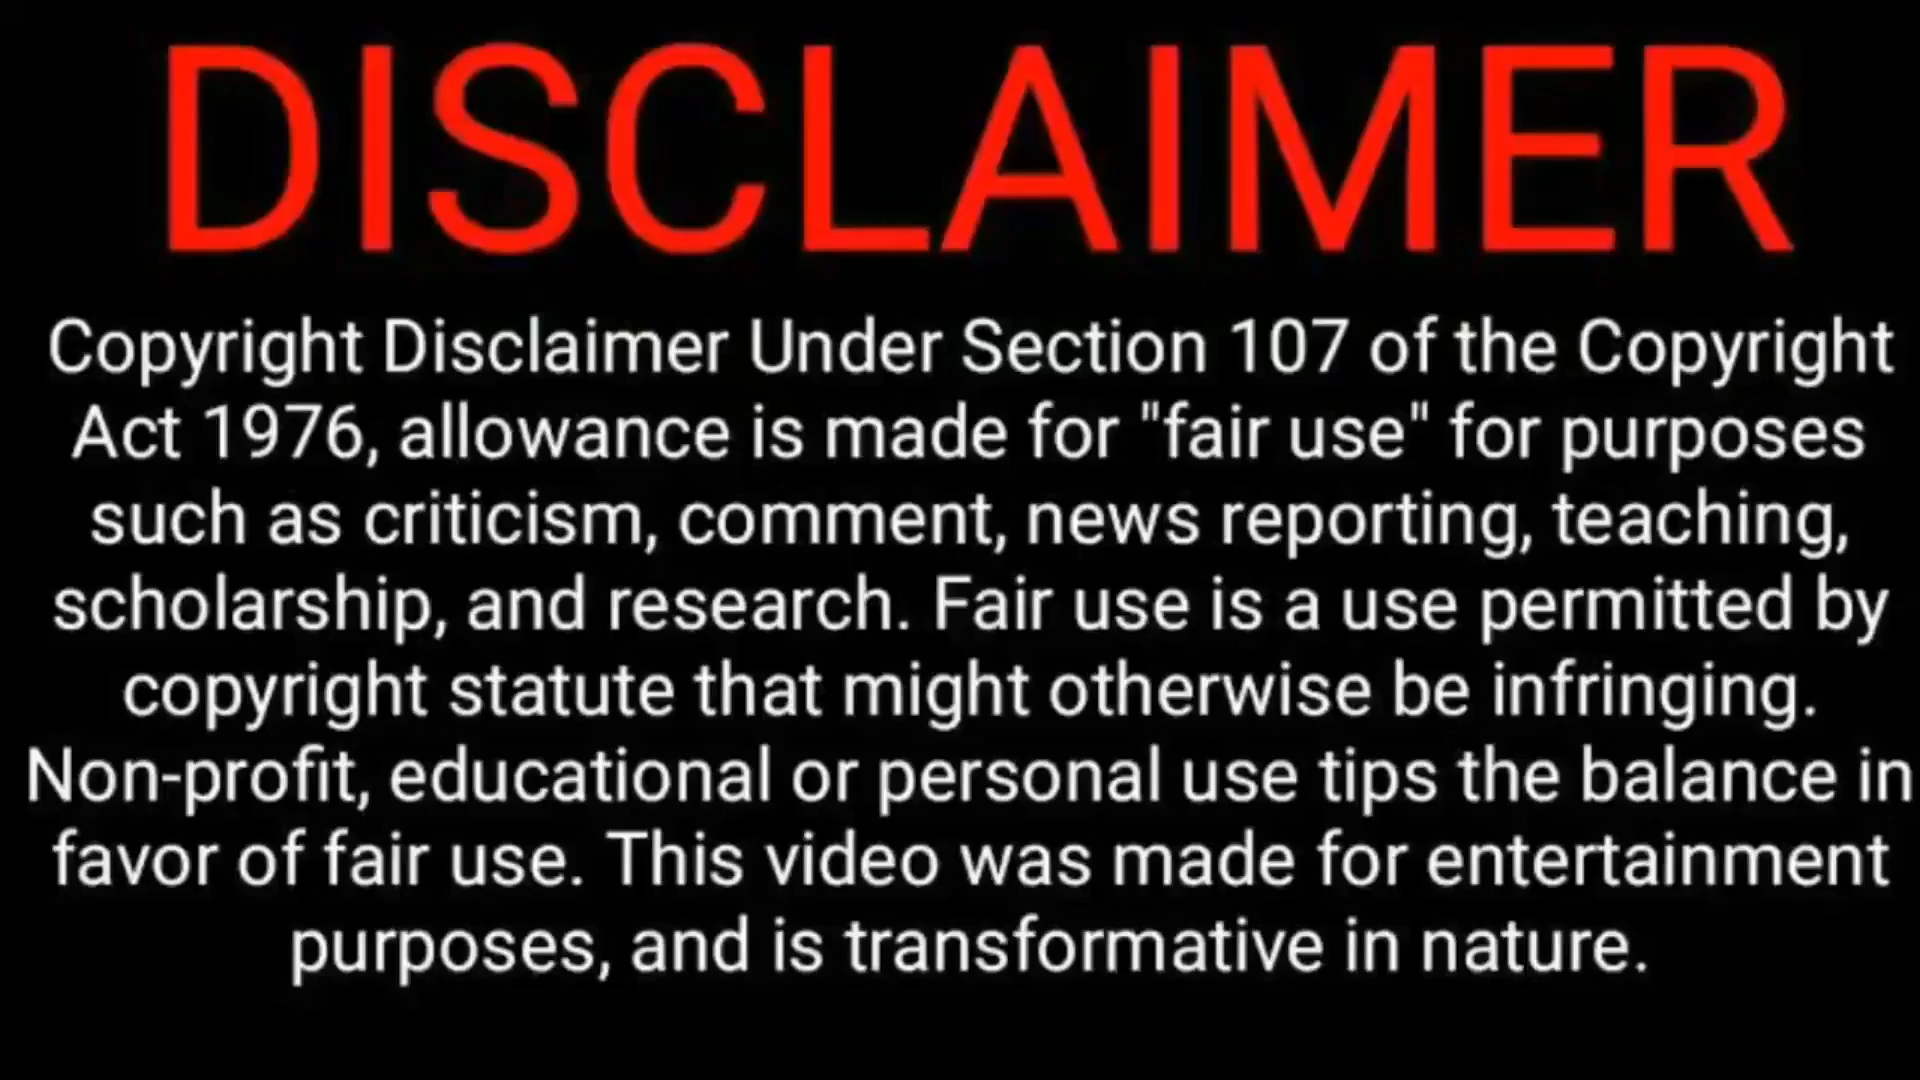 DISCLAIMER
Copyright Disclaimer Under Section 107 of the Copyright
Act 1976, allowance is made for "fair use" for purposes
such as criticism, comment, news reporting, teaching,
scholarship, and research. Fair use is a use permitted by
copyright statute that might otherwise be infringing.
Non-profit, educational or personal use tips the balance in
favor of fair use. This video was made for entertainment
purposes, and is transformative in nature.